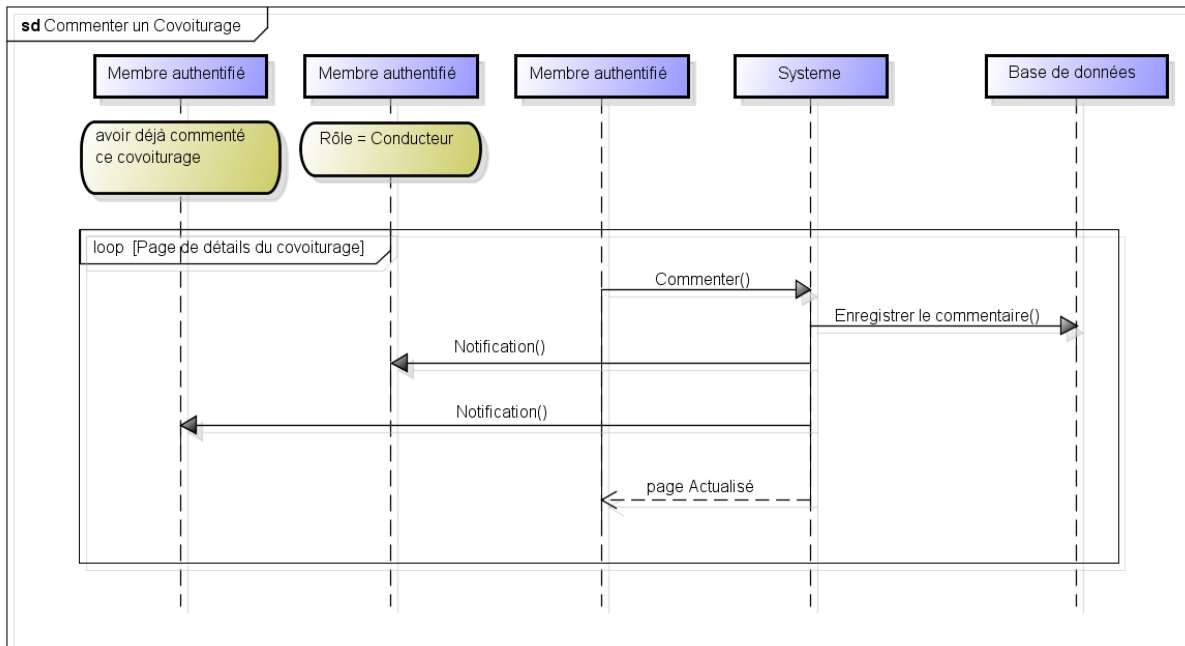 sd Commenter un Covoiturage
Membre authentifié
Membre authentifié
Membre authentifié
Systeme
Base de données
avoir déjà commenté
ce covoiturage
Rôle = Conducteur
loop [Page de détails du covoiturage]
Commenter()
Enregistrer le commentaire()
Notification()
Notification()
page Actualisé